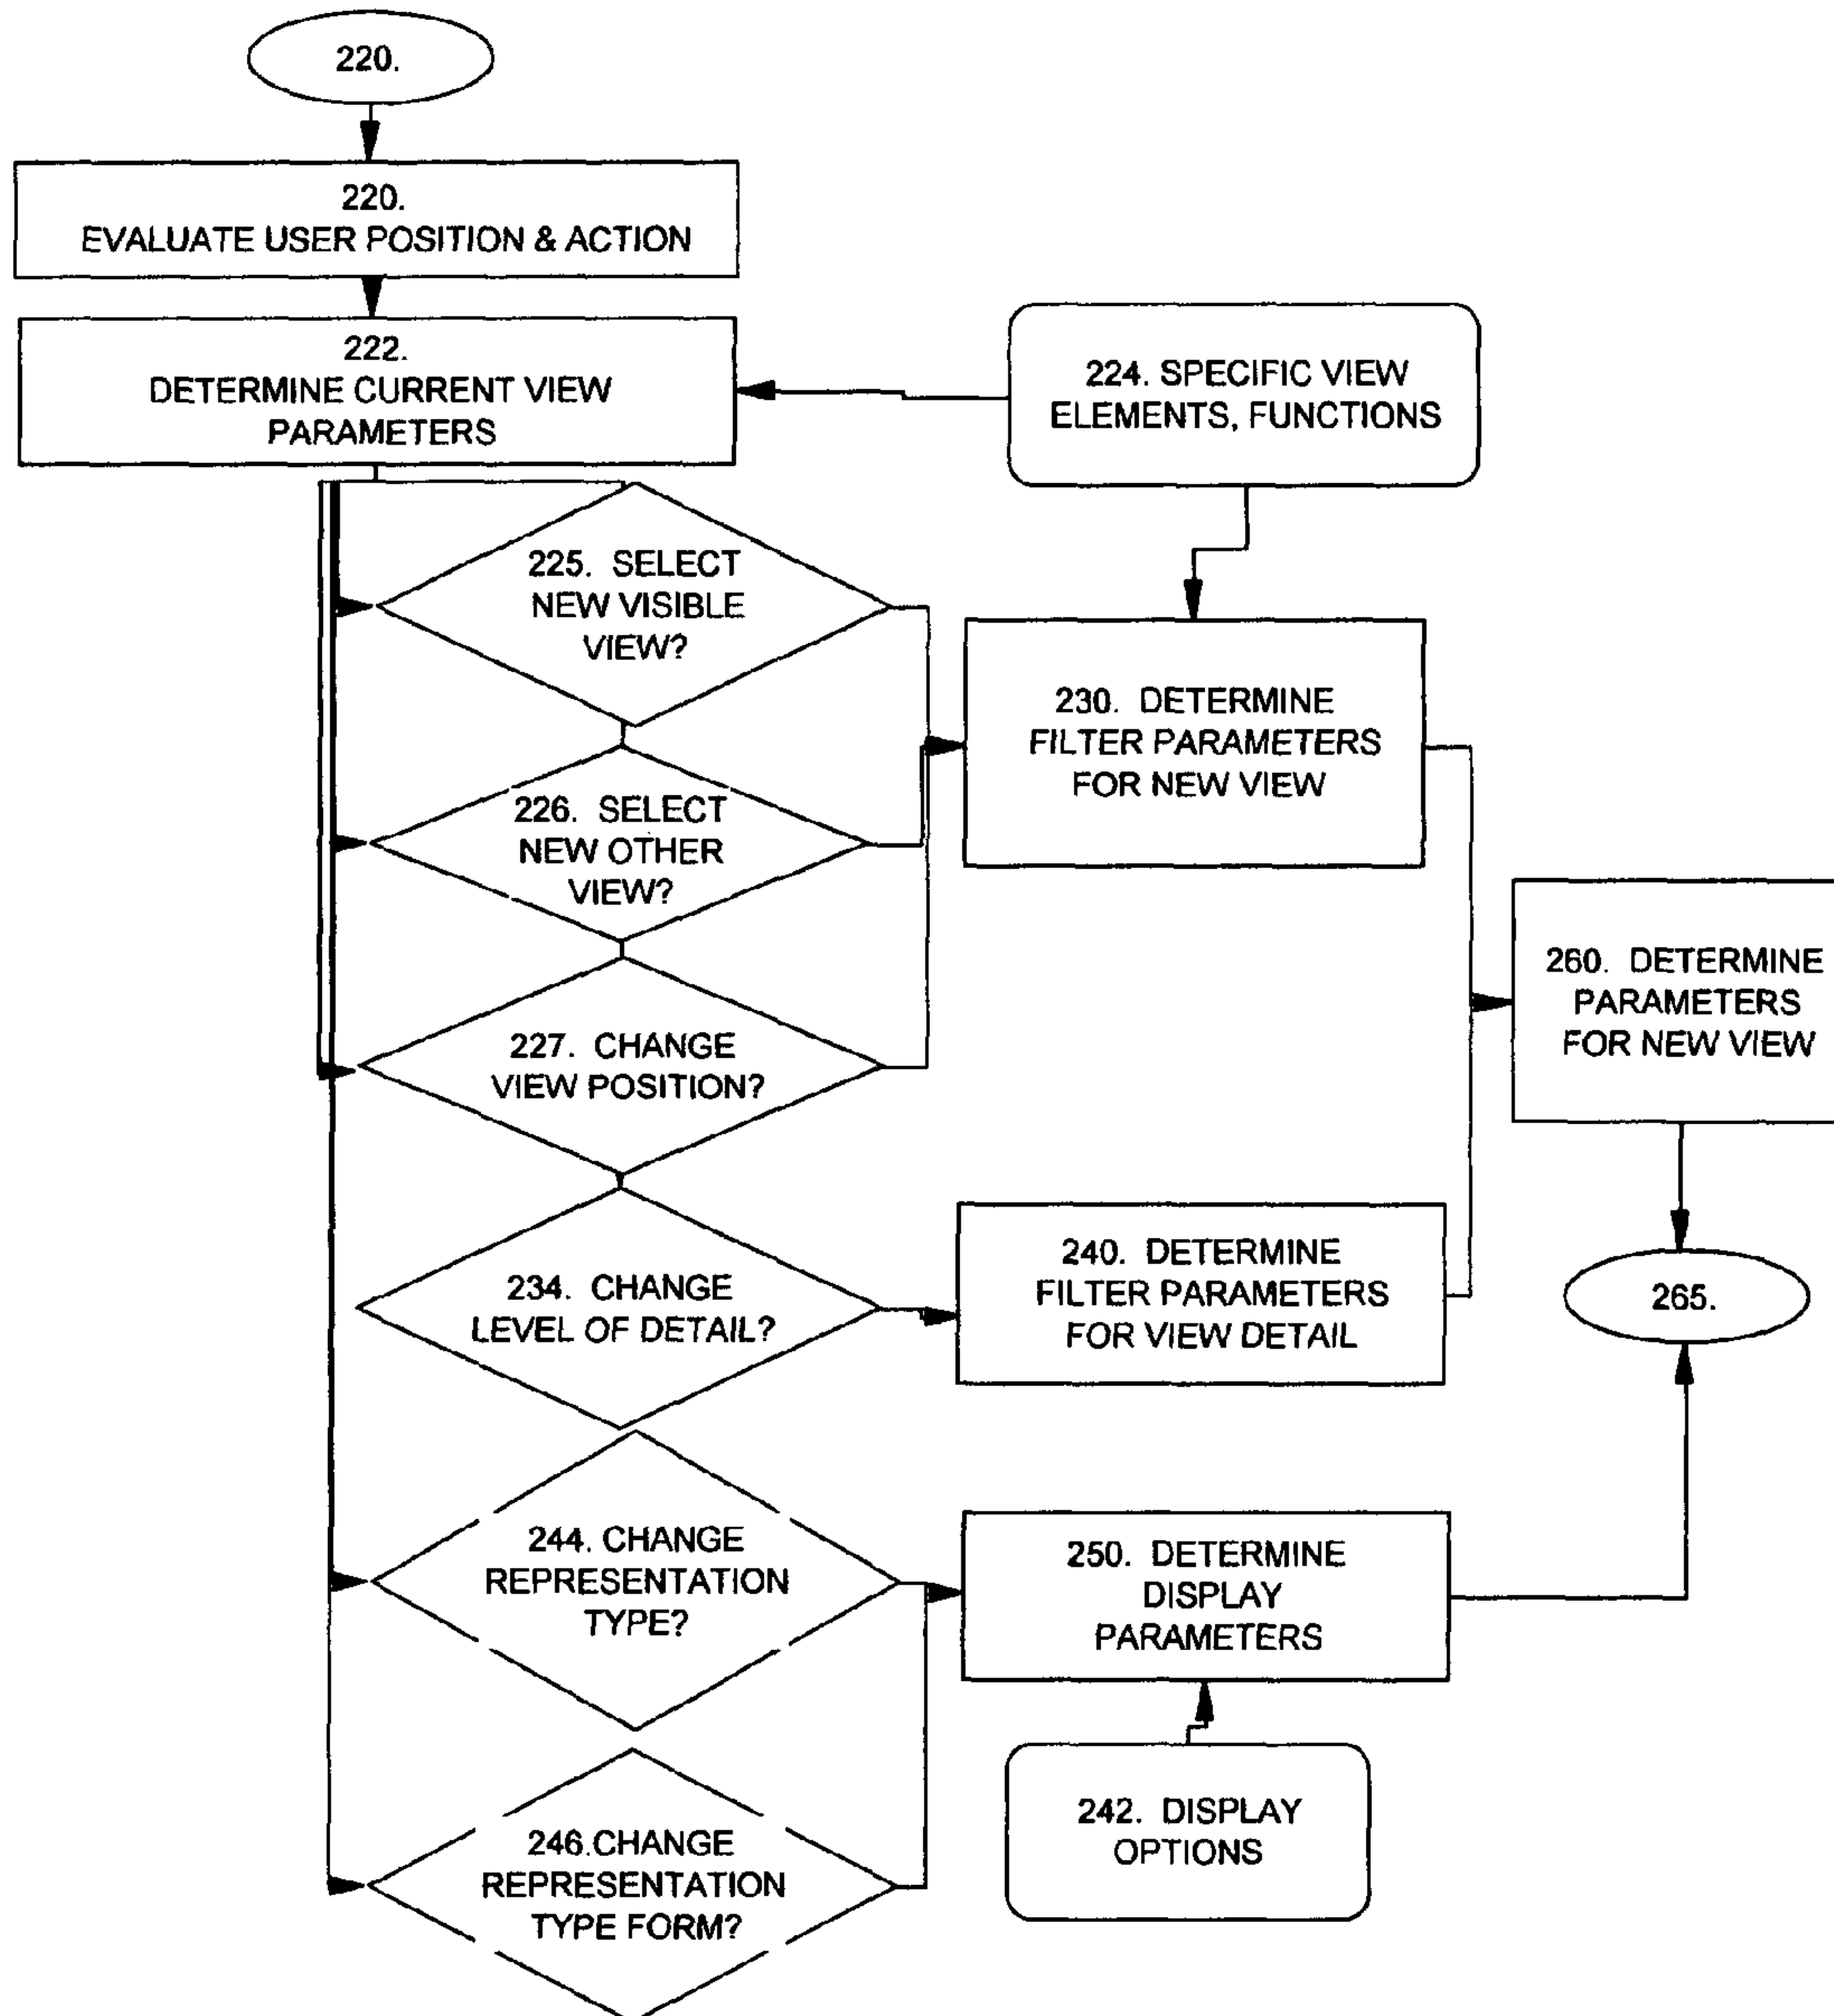 220.
220.
EVALUATE USER POSITION & ACTION
222.
DETERMINE CURRENT VIEW
PARAMETERS
224. SPECIFIC VIEW
ELEMENTS, FUNCTIONS
225. SELECT
NEW VISIBLE
VIEW?
226. SELECT
NEW OTHER
VIEW?
227. CHANGE
VIEW POSITION?
230. DETERMINE
FILTER PARAMETERS
FOR NEW VIEW
260. DETERMINE
PARAMETERS
FOR NEW VIEW
234. CHANGE
LEVEL OF DETAIL?
240. DETERMINE
FILTER PARAMETERS
FOR VIEW DETAIL
265.
244. CHANGE
REPRESENTATION
TYPE?
250. DETERMINE
DISPLAY
PARAMETERS
246.CHANGE
REPRESENTATION
TYPE FORM?
242. DISPLAY
OPTIONS